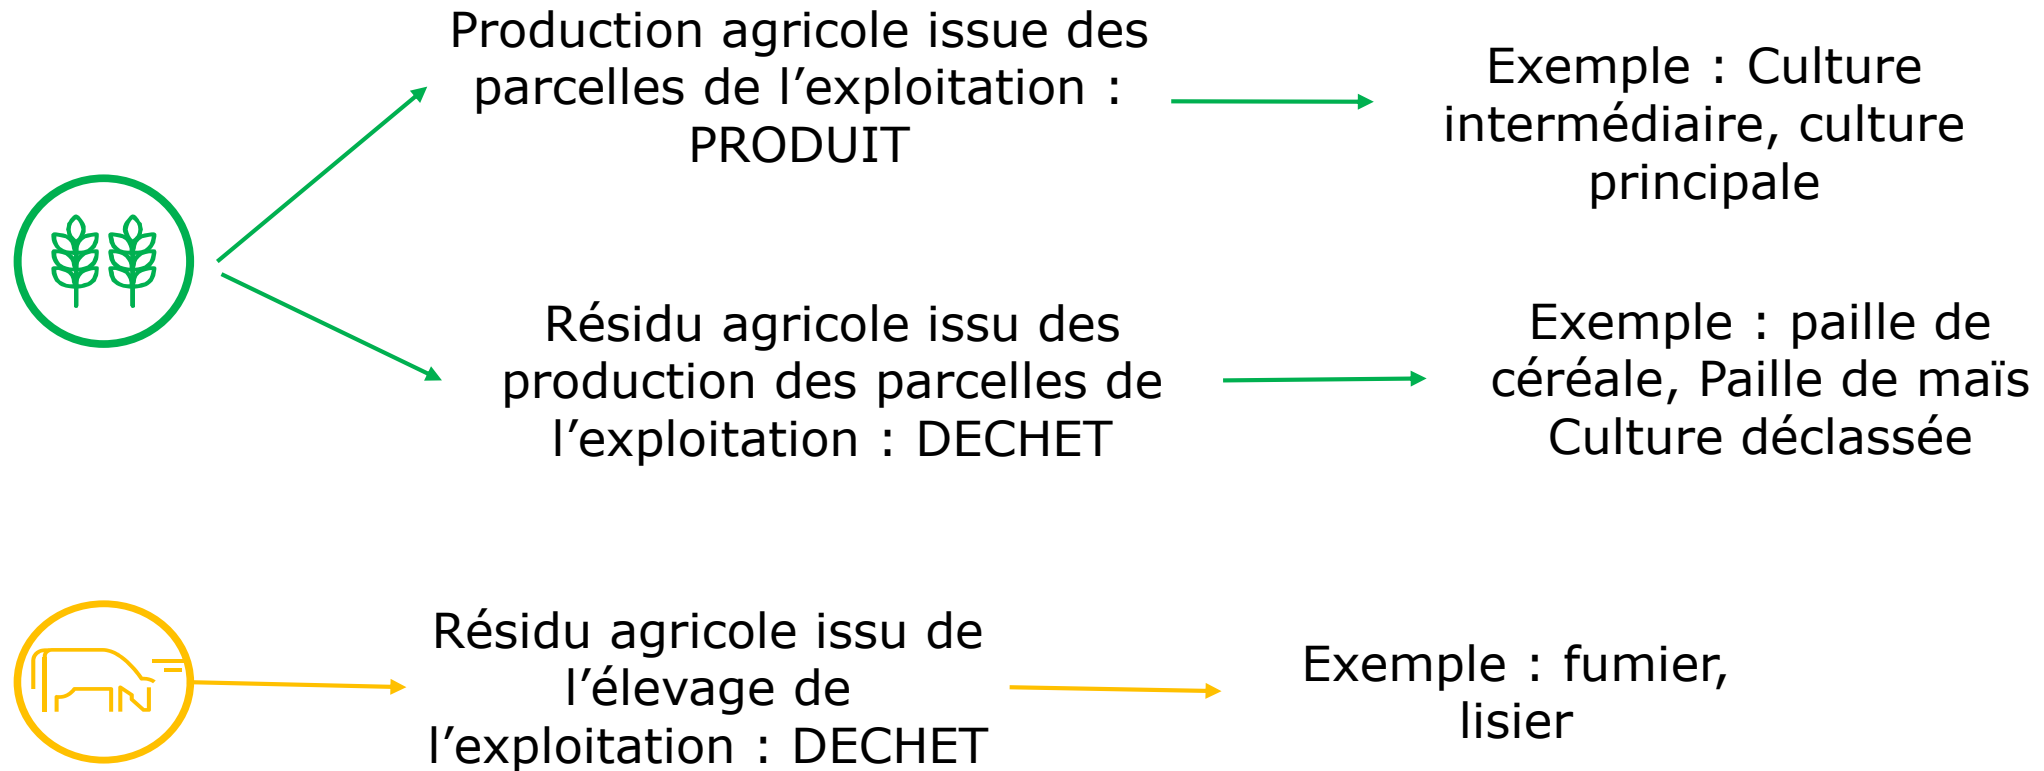 Production agricole issue des
parcelles de l’exploitation :
PRODUIT
Exemple : Culture
intermédiaire, culture
principale
Résidu agricole issu des
production des parcelles de
l’exploitation : DECHET
Exemple : paille de
céréale, Paille de maïs
Culture déclassée
Résidu agricole issu de
l’élevage de
l’exploitation : DECHET
Exemple : fumier,
lisier